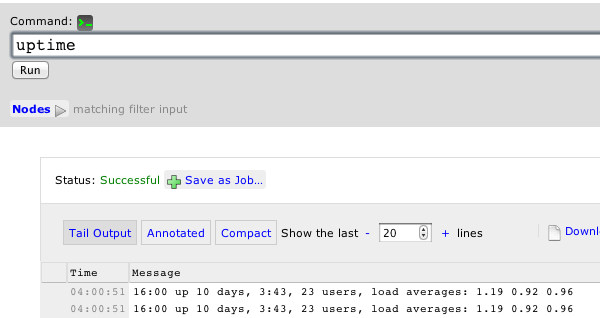 Command: >_
uptime
Run
Nodes matching filter input
Status: Successful Save as Job...
Tail Output Annotated Compact Show the last - 20 + lines Downl
Time Message
04:00:51 16:00 up 10 days, 3:43, 23 users, load averages: 1.19 0.92 0.96
04:00:51 16:00 up 10 days, 3:43, 23 users, load averages: 1.19 0.92 0.96